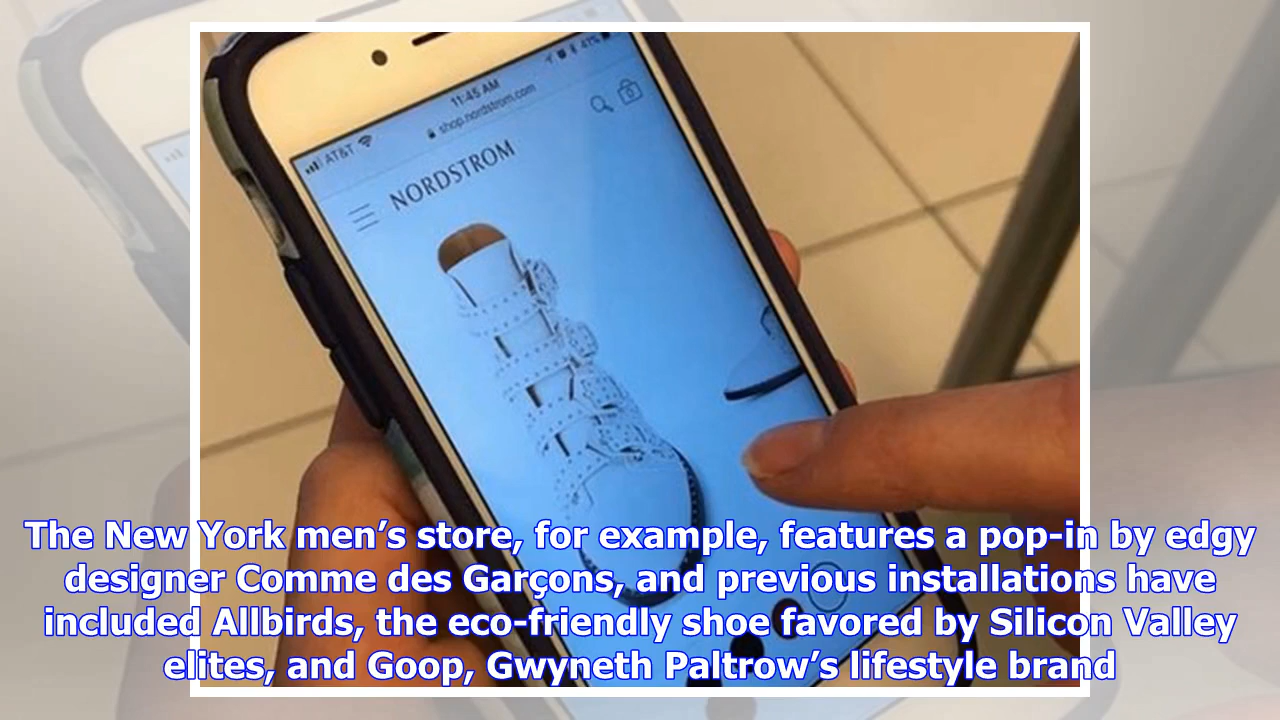 41%
11:45 AM
AT&T
shop.nordstrom.com
NORDSTROM
The New York men’s store, for example, features a pop-in by edgy
designer Comme des Garçons, and previous installations have
included Allbirds, the eco-friendly shoe favored by Silicon Valley
elites, and Goop, Gwyneth Paltrow’s lifestyle brand